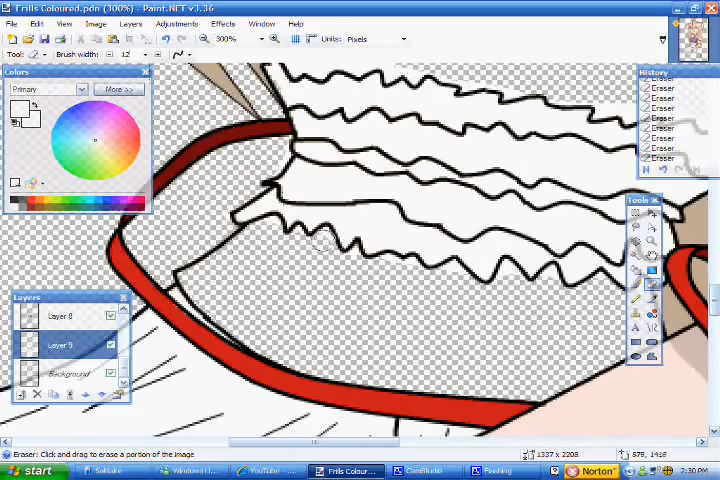 Frills Coloured.pdn (300%) - Paint.NET v3.36
File Edit View Image Layers Adjustments Effects Window Help
300% Units: Pixels
Tool: Brush width: 12
Colors
Primary More >>
History
Eraser
Eraser
Eraser
Eraser
Eraser
Eraser
Eraser
Eraser
Tools
Layers
Layer 8
Layer 9
Background
Eraser: Click and drag to erase a portion of the image 1337 x 2208 578, 1416
start Solitaire Windows Li... YouTube - ... Frills Colour... CamStudio Flashing Norton 2:30 PM